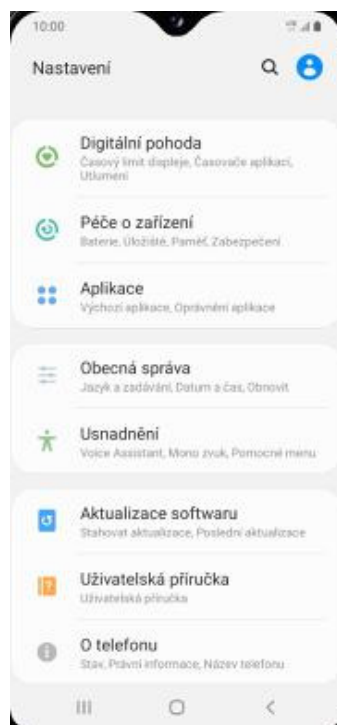 10:00
Nastavení
Digitální pohoda
Časový limit displeje, Časovače aplikací,
Utlumení
Péče o zařízení
Baterie, Úložiště, Paměť, Zabezpečení
Aplikace
Výchozí aplikace, Oprávnění aplikace
Obecná správa
Jazyk a zadávání, Datum a čas, Obnovit
Usnadnění
Voice Assistant, Mono zvuk, Pomocné menu
Aktualizace softwaru
Stahovat aktualizace, Poslední aktualizace
Uživatelská příručka
Uživatelská příručka
O telefonu
Stav, Právní informace, Název telefonu